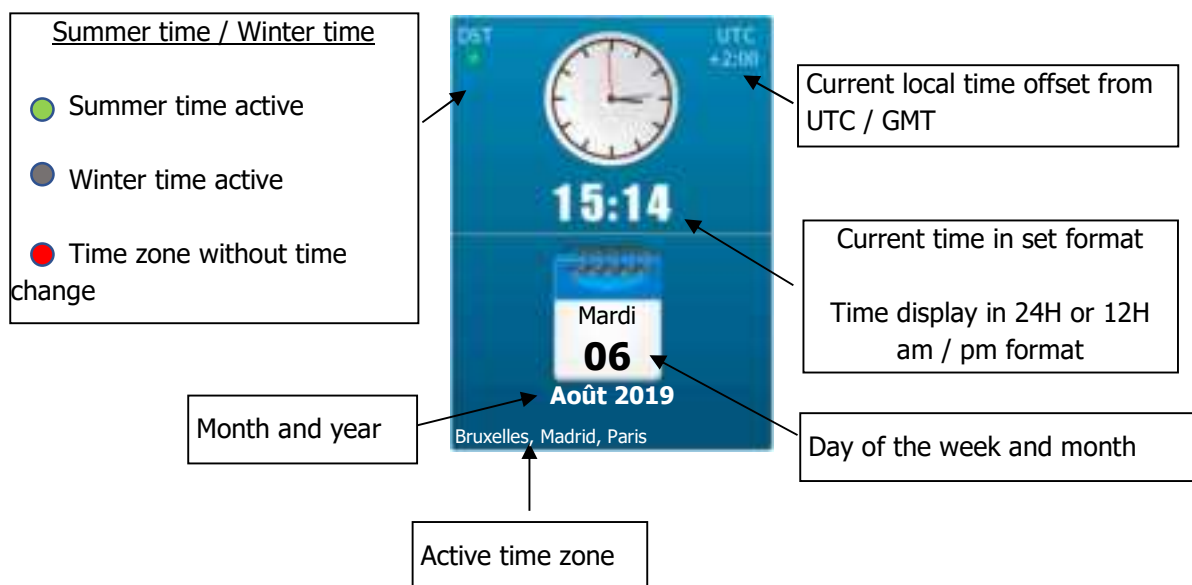 Summer time / Winter time
Summer time active
Winter time active
Time zone without time
change
DST
UTC
+2:00
15:14
Mardi
06
Août 2019
Bruxelles, Madrid, Paris
Current local time offset from
UTC / GMT
Current time in set format
Time display in 24H or 12H
am / pm format
Month and year
Day of the week and month
Active time zone